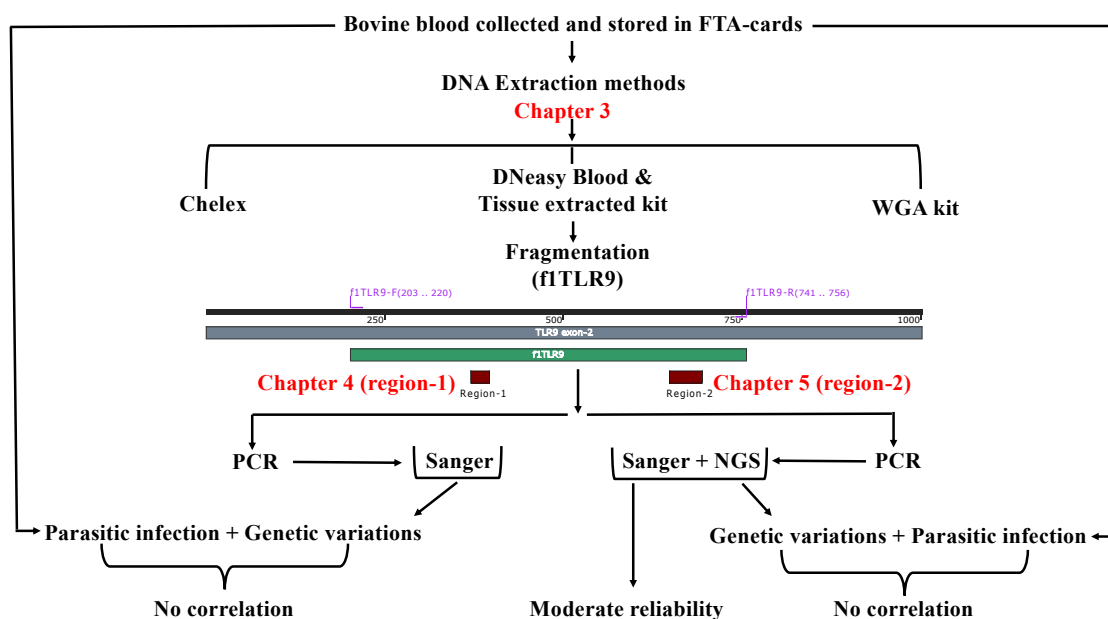 Bovine blood collected and stored in FTA-cards
DNA Extraction methods
Chapter 3
Chelex
DNeasy Blood &
Tissue extracted kit
WGA kit
Fragmentation
(f1TLR9)
f1TLR9-F(203 .. 220)
f1TLR9-R(741 .. 756)
250
500
750
1000
TLR9 exon-2
f1TLR9
Chapter 4 (region-1)
Region-1
Region-2
Chapter 5 (region-2)
PCR
Sanger
Sanger + NGS
PCR
Parasitic infection + Genetic variations
Genetic variations + Parasitic infection
No correlation
Moderate reliability
No correlation